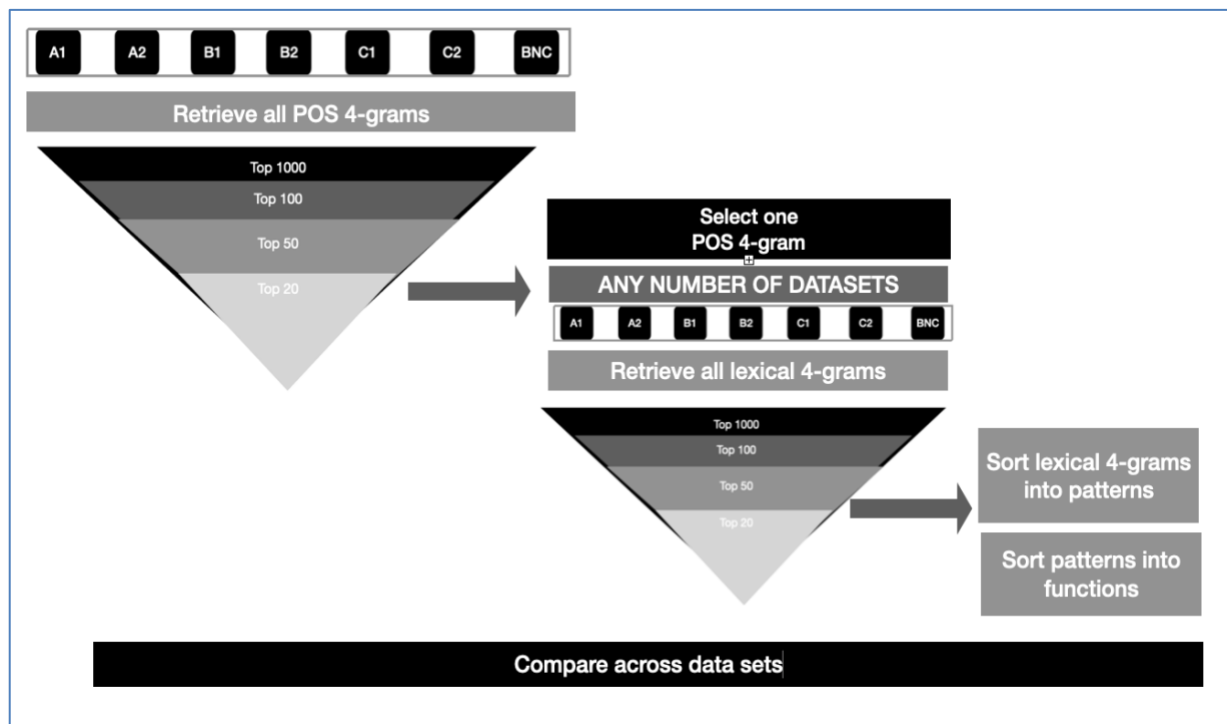 A1 A2 B1 B2 C1 C2 BNC
Retrieve all POS 4-grams
Top 1000
Top 100
Top 50
Top 20
Select one
POS 4-gram
ANY NUMBER OF DATASETS
A1 A2 B1 B2 C1 C2 BNC
Retrieve all lexical 4-grams
Top 1000
Top 100
Top 50
Top 20
Sort lexical 4-grams
into patterns
Sort patterns into
functions
Compare across data sets